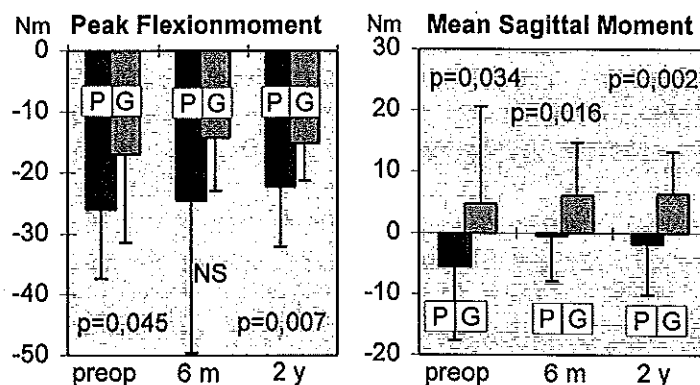 Nm Peak Flexionmoment
0
-10
-20
-30
-40
-50
P G
P G
P G
NS
p=0,045
p=0,007
preop 6 m 2 y
Nm Mean Sagittal Moment
30
20
10
0
-10
-20
p=0,034
p=0,016
p=0,002
P G
P G
P G
preop 6 m 2 y